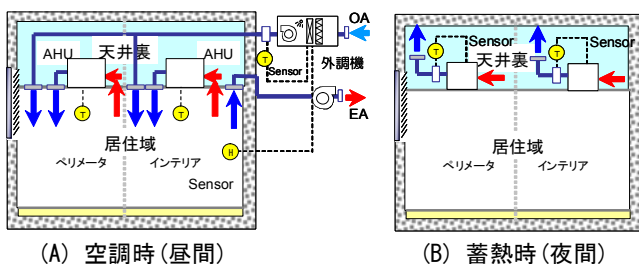 OA
AHU
天井裏
AHU
T
Sensor
外調機
T
T
EA
居住域
ペリメータ
インテリア
H
Sensor
(A) 空調時(昼間)
Sensor
Sensor
T
T
天井裏
居住域
ペリメータ
インテリア
(B) 蓄熱時(夜間)